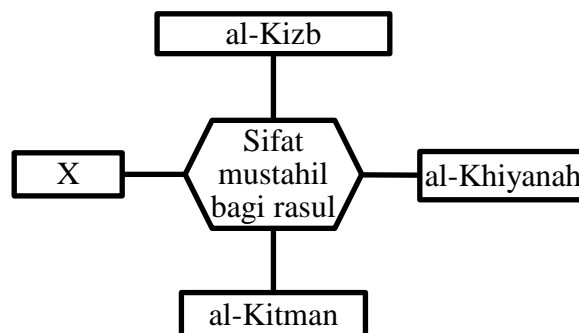 al-Kizb
X
Sifat
mustahil
bagi rasul
al-Khiyanah
al-Kitman